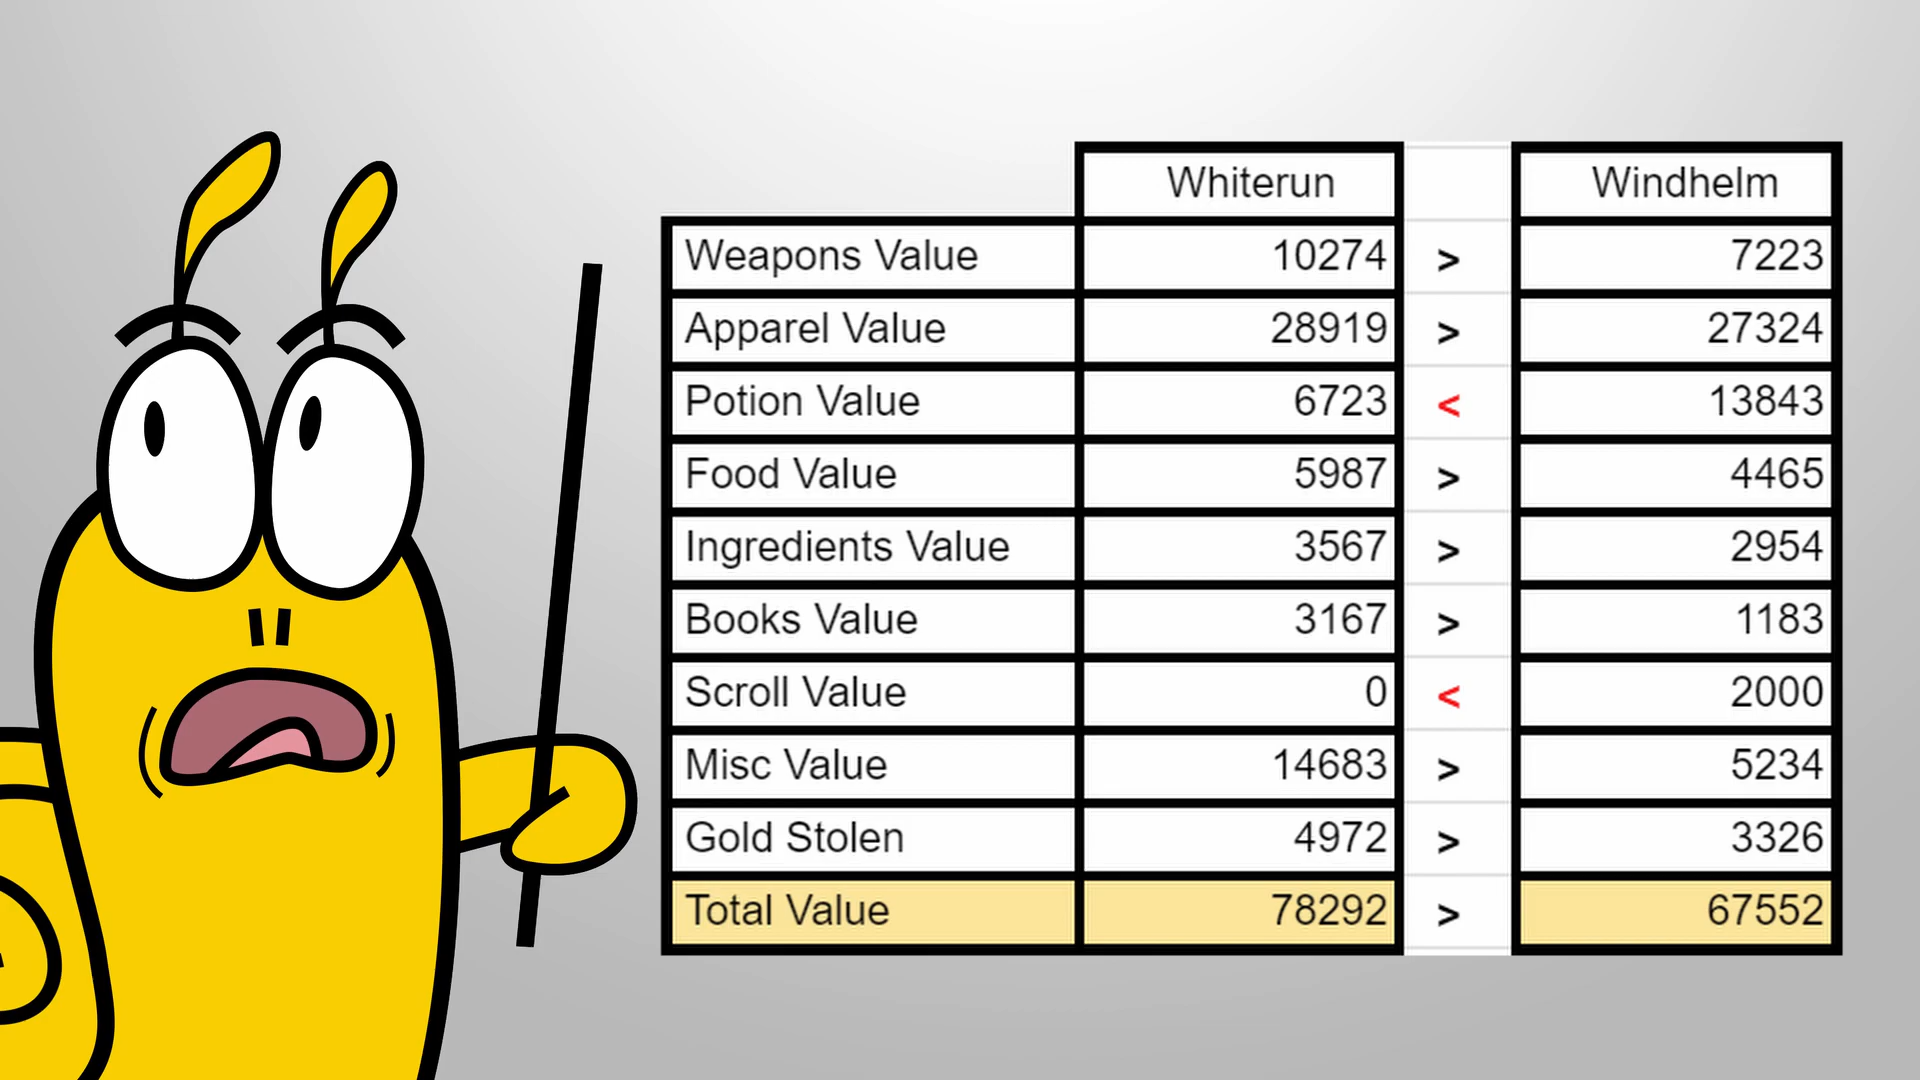 Whiterun Windhelm
Weapons Value 10274 > 7223
Apparel Value 28919 > 27324
Potion Value 6723 < 13843
Food Value 5987 > 4465
Ingredients Value 3567 > 2954
Books Value 3167 > 1183
Scroll Value 0 < 2000
Misc Value 14683 > 5234
Gold Stolen 4972 > 3326
Total Value 78292 > 67552